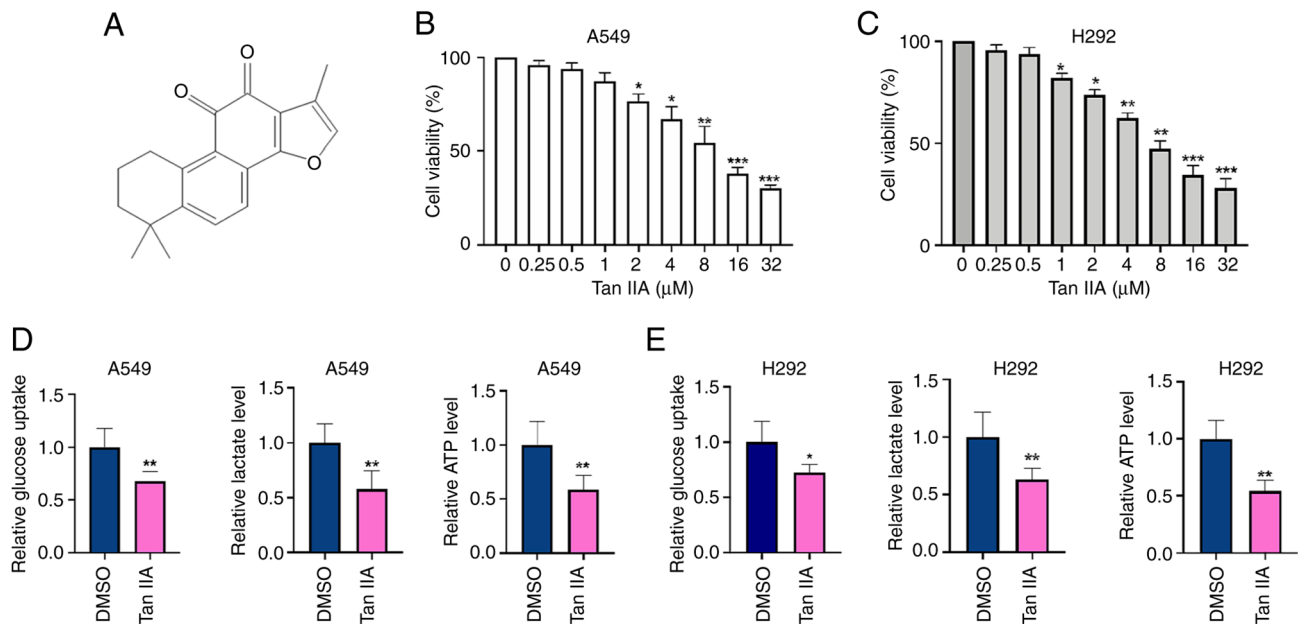 A
O
O
O
B
A549
Cell viability (%)
100
50
0
*
*
**
***
***
0 0.25 0.5 1 2 4 8 16 32
Tan IIA (μM)
C
H292
Cell viability (%)
100
50
0
*
*
**
**
***
***
0 0.25 0.5 1 2 4 8 16 32
Tan IIA (μM)
D
A549
Relative glucose uptake
1.5
1.0
0.5
0.0
**
DMSO
Tan IIA
A549
Relative lactate level
1.5
1.0
0.5
0.0
**
DMSO
Tan IIA
A549
Relative ATP level
1.5
1.0
0.5
0.0
**
DMSO
Tan IIA
E
H292
Relative glucose uptake
1.5
1.0
0.5
0.0
*
DMSO
Tan IIA
H292
Relative lactate level
1.5
1.0
0.5
0.0
**
DMSO
Tan IIA
H292
Relative ATP level
1.5
1.0
0.5
0.0
**
DMSO
Tan IIA